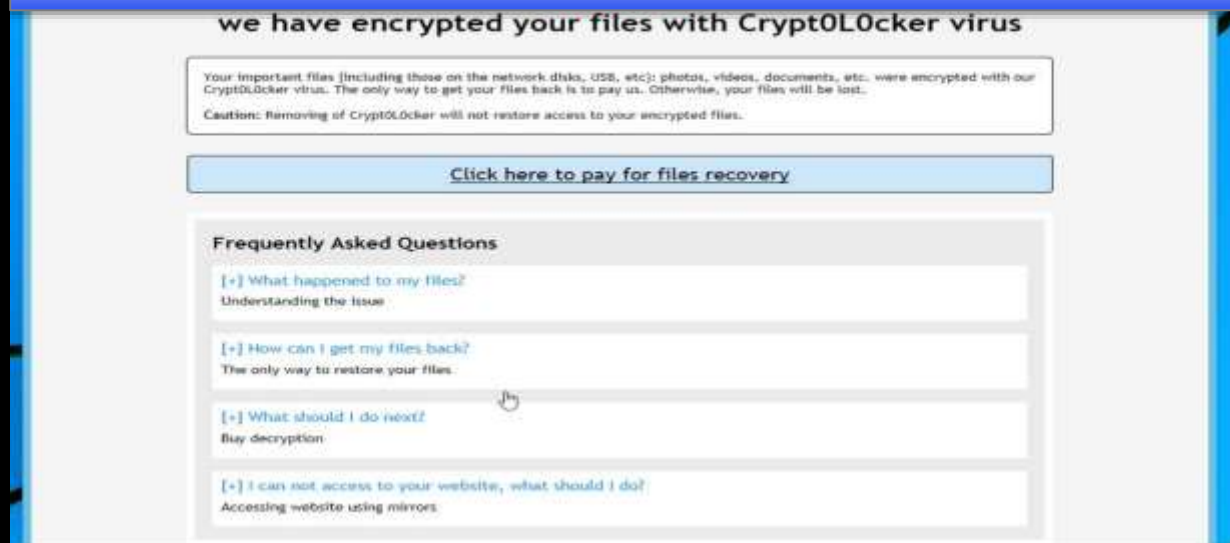 we have encrypted your files with Crypt0L0cker virus
Your important files (including those on the network disks, USB, etc): photos, videos, documents, etc. were encrypted with our
Crypt0L0cker virus. The only way to get your files back is to pay us. Otherwise, your files will be lost.
Caution: Removing of Crypt0L0cker will not restore access to your encrypted files.
Click here to pay for files recovery
Frequently Asked Questions
[+] What happened to my files?
Understanding the issue
[+] How can I get my files back?
The only way to restore your files
[+] What should I do next?
Buy decryption
[+] I can not access to your website, what should I do?
Accessing website using mirrors